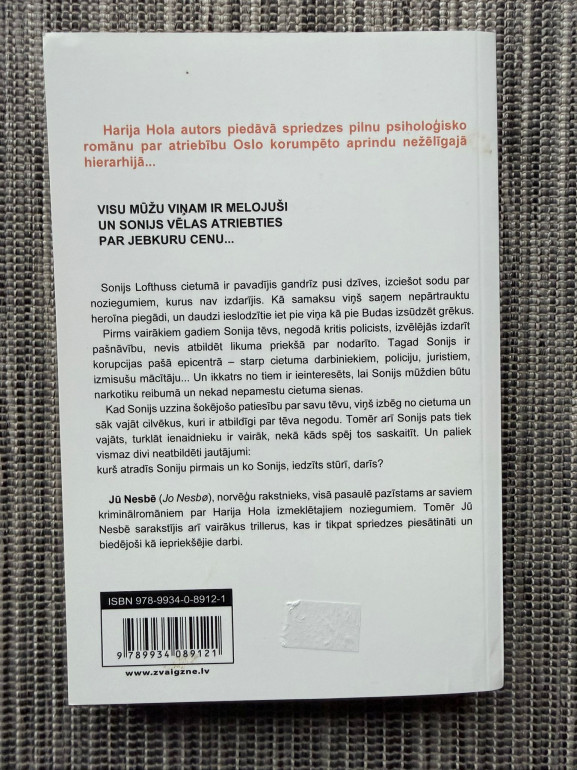 Harija Hola autors piedāvā spriedzes pilnu psiholoģisko
romānu par atriebību Oslo korumpēto aprindu nežēlīgajā
hierarhijā...
VISU MŪŽU VIŅAM IR MELOJUŠI
UN SONIJS VĒLAS ATRIEBTIES
PAR JEBKURU CENU...
Sonijs Lofthuss cietumā ir pavadījis gandrīz pusi dzīves, izciešot sodu par
noziegumiem, kurus nav izdarījis. Kā samaksu viņš saņem nepārtrauktu
heroīna piegādi, un daudzi ieslodzītie iet pie viņa kā pie Budas izsūdzēt grēkus.
Pirms vairākiem gadiem Sonija tēvs, negodā kritis policists, izvēlējās izdarīt
pašnāvību, nevis atbildēt likuma priekšā par nodarīto. Tagad Sonijs ir
korupcijas pašā epicentrā – starp cietuma darbiniekiem, policiju, juristiem,
izmisušu mācītāju... Un ikkatrs no tiem ir ieinteresēts, lai Sonijs mūždien būtu
narkotiku reibumā un nekad nepamestu cietuma sienas.
Kad Sonijs uzzina šokējošo patiesību par savu tēvu, viņš izbēg no cietuma un
sāk vajāt cilvēkus, kuri ir atbildīgi par tēva negodu. Tomēr arī Sonijs pats tiek
vajāts, turklāt ienaidnieku ir vairāk, nekā kāds spēj tos saskaitīt. Un paliek
vismaz divi neatbildēti jautājumi:
kurš atradīs Soniju pirmais un ko Sonijs, iedzīts stūrī, darīs?
Jū Nesbē (Jo Nesbø), norvēģu rakstnieks, visā pasaulē pazīstams ar saviem
kriminālromāniem par Harija Hola izmeklētajiem noziegumiem. Tomēr Jū
Nesbē sarakstījis arī vairākus trillerus, kas ir tikpat spriedzes piesātināti un
biedējoši kā iepriekšējie darbi.
ISBN 978-9934-0-8912-1
9 789934 089121
www.zvaigzne.lv